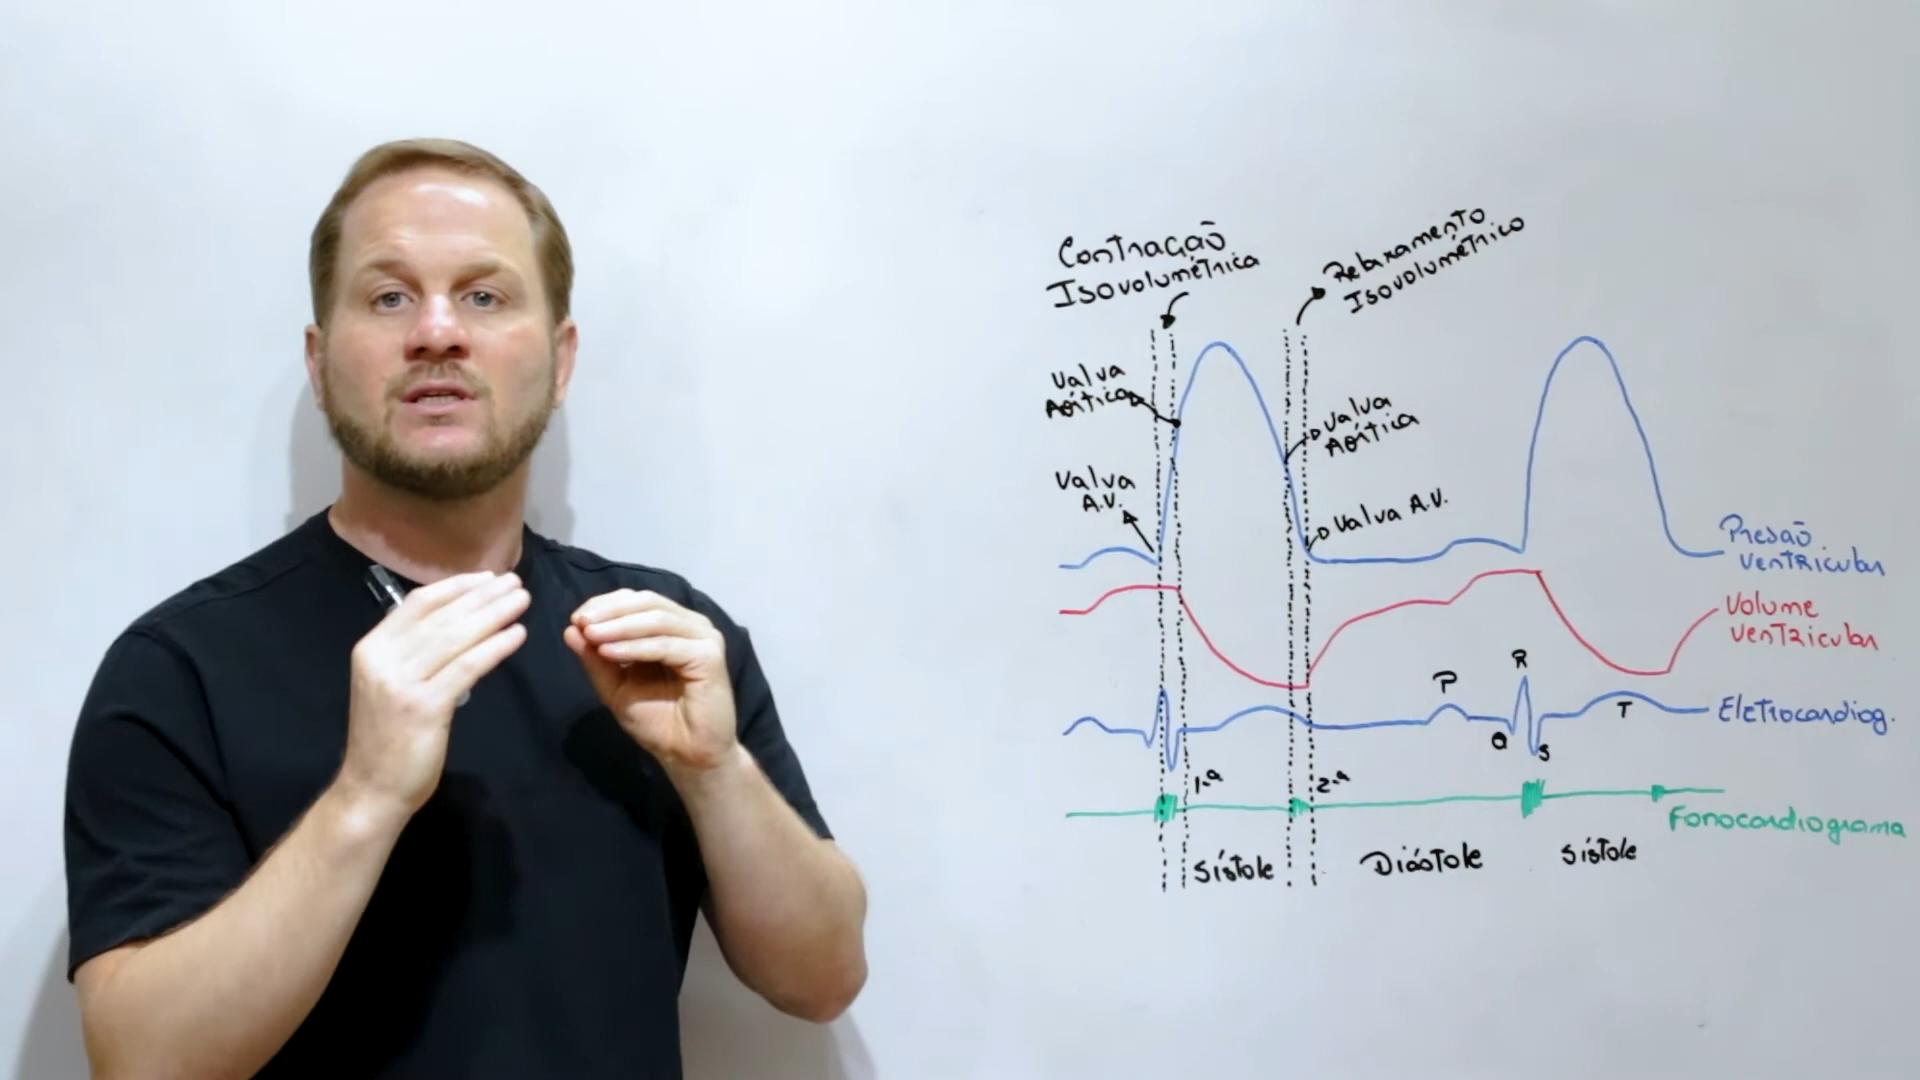 Contração
Isovolumétrica
Relaxamento
Isovolumétrico
Valva
Aórtica
Valva
Aórtica
Valva
A.V.
Valva A.V.
Presão
Ventricular
Volume
Ventricular
P
R
Q
S
T
Eletrocardiog.
1.ª
2.ª
Fonocardiograma
Sístole
Diástole
Sístole